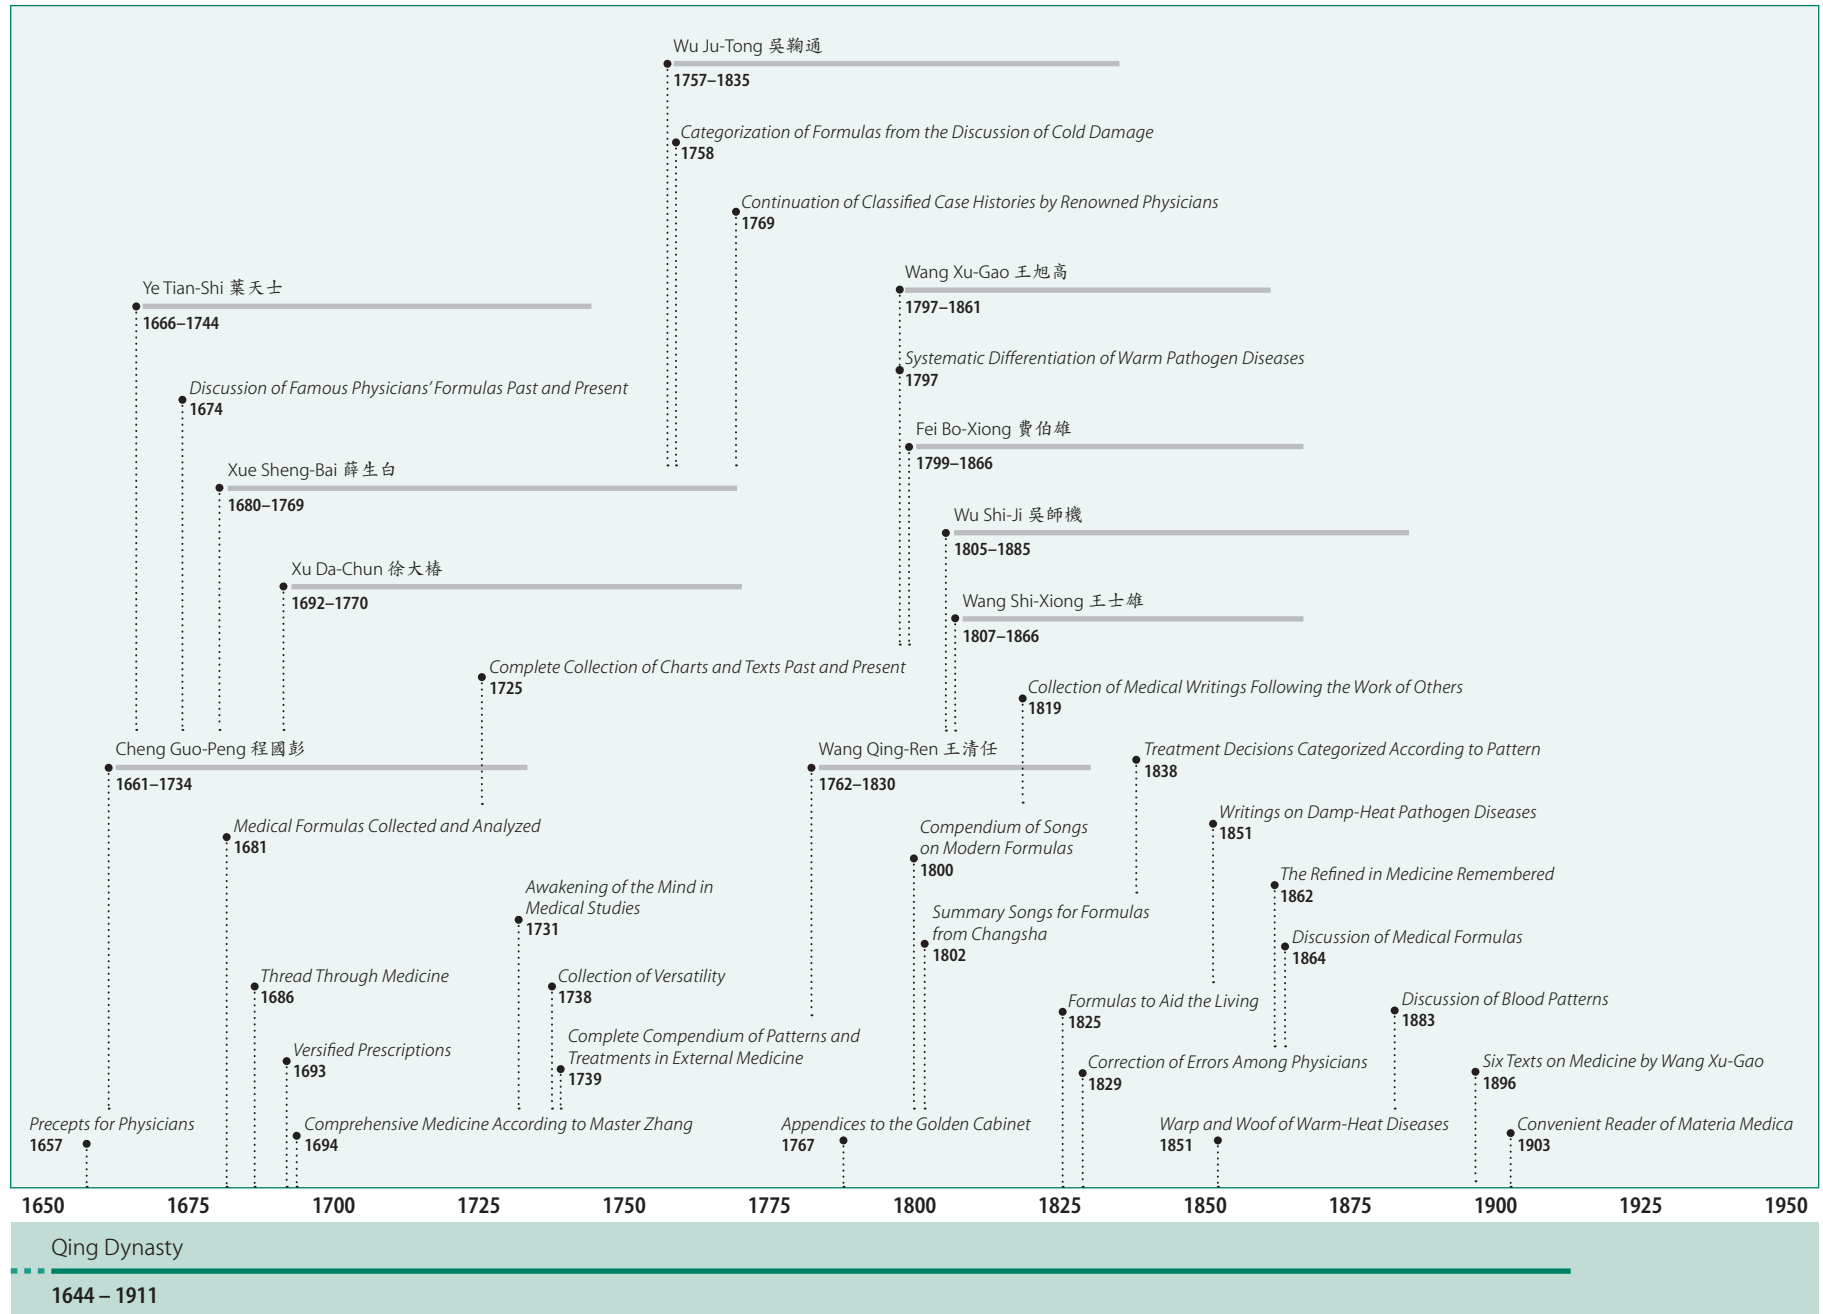 Wu Ju-Tong 吳鞠通
1757–1835
Categorization of Formulas from the Discussion of Cold Damage
1758
Continuation of Classified Case Histories by Renowned Physicians
1769
Ye Tian-Shi 葉天士
1666–1744
Discussion of Famous Physicians’ Formulas Past and Present
1674
Xue Sheng-Bai 薛生白
1680–1769
Xu Da-Chun 徐大椿
1692–1770
Wang Xu-Gao 王旭高
1797–1861
Systematic Differentiation of Warm Pathogen Diseases
1797
Fei Bo-Xiong 費伯雄
1799–1866
Wu Shi-Ji 吳師機
1805–1885
Wang Shi-Xiong 王士雄
1807–1866
Complete Collection of Charts and Texts Past and Present
1725
Collection of Medical Writings Following the Work of Others
1819
Cheng Guo-Peng 程國彭
1661–1734
Wang Qing-Ren 王清任
1762–1830
Treatment Decisions Categorized According to Pattern
1838
Medical Formulas Collected and Analyzed
1681
Compendium of Songs
on Modern Formulas
1800
Writings on Damp-Heat Pathogen Diseases
1851
Awakening of the Mind in
Medical Studies
1731
The Refined in Medicine Remembered
1862
Summary Songs for Formulas
from Changsha
1802
Discussion of Medical Formulas
1864
Thread Through Medicine
1686
Collection of Versatility
1738
Formulas to Aid the Living
1825
Discussion of Blood Patterns
1883
Versified Prescriptions
1693
Complete Compendium of Patterns and
Treatments in External Medicine
1739
Correction of Errors Among Physicians
1829
Six Texts on Medicine by Wang Xu-Gao
1896
Precepts for Physicians
1657
Comprehensive Medicine According to Master Zhang
1694
Appendices to the Golden Cabinet
1767
Warp and Woof of Warm-Heat Diseases
1851
Convenient Reader of Materia Medica
1903
1650 1675 1700 1725 1750 1775 1800 1825 1850 1875 1900 1925 1950
Qing Dynasty
1644 – 1911